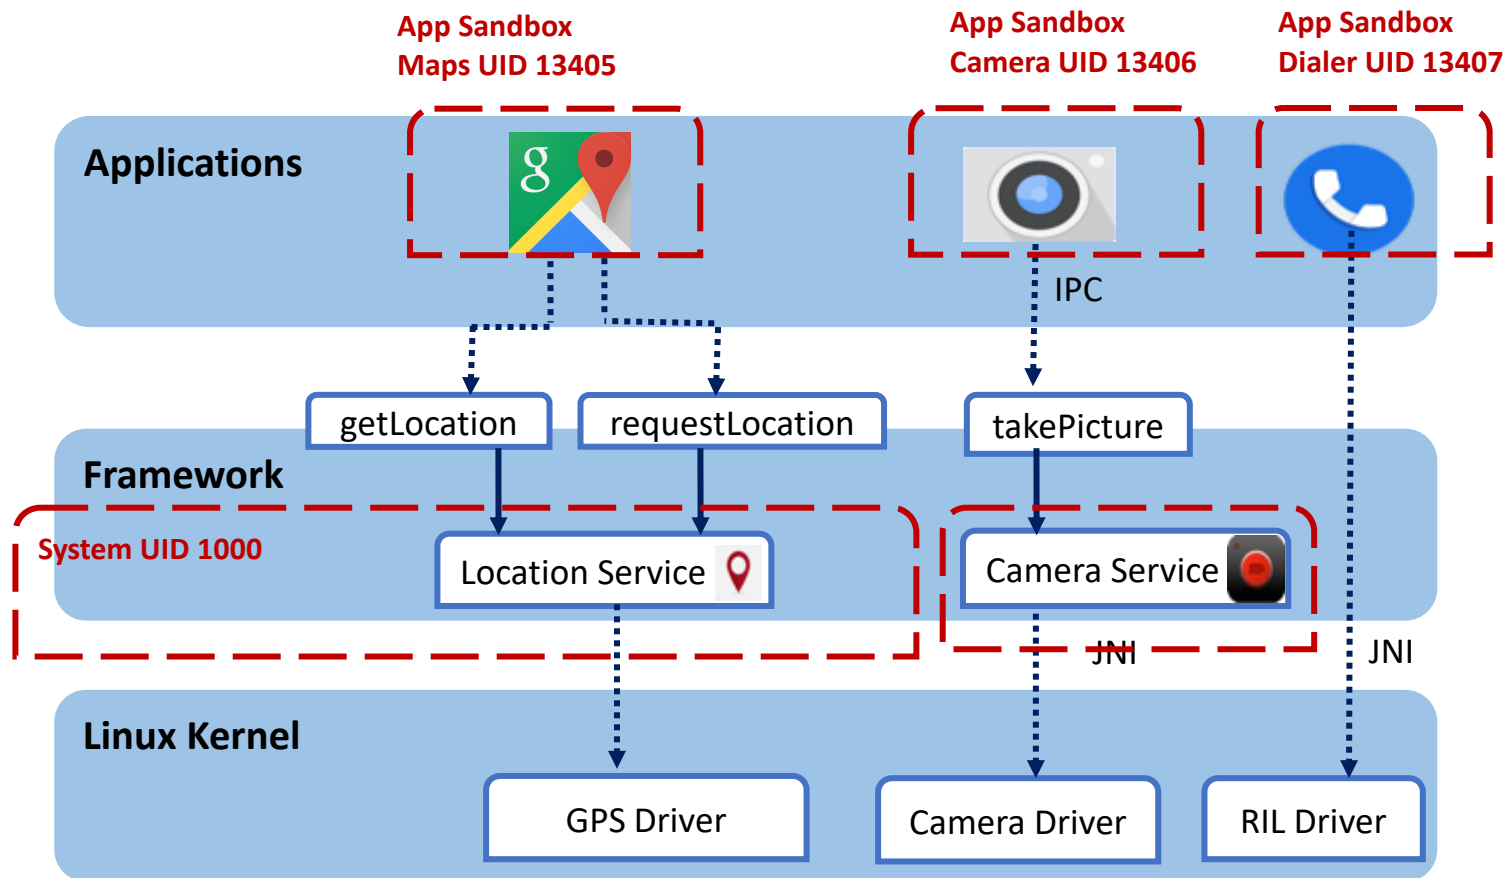 App Sandbox
Maps UID 13405
App Sandbox
Camera UID 13406
App Sandbox
Dialer UID 13407
Applications
g
IPC
getLocation
requestLocation
takePicture
Framework
System UID 1000
Location Service
Camera Service
JNI
JNI
Linux Kernel
GPS Driver
Camera Driver
RIL Driver